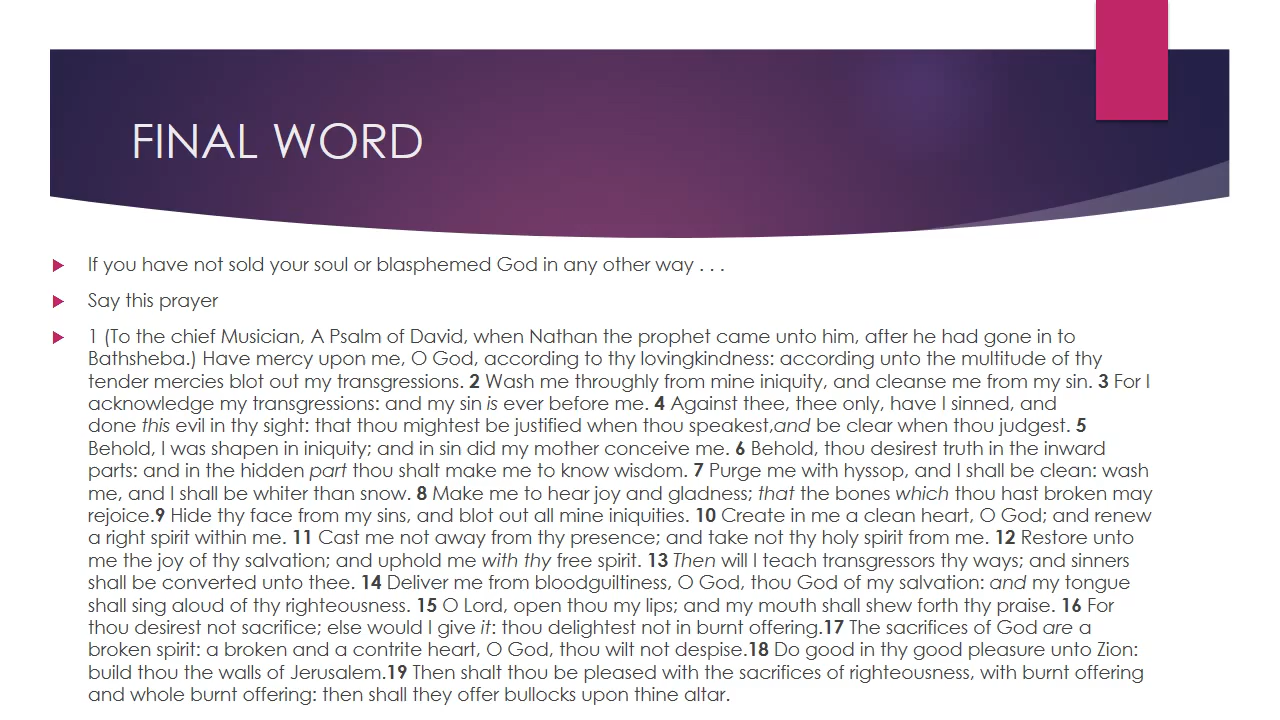 FINAL WORD
If you have not sold your soul or blasphemed God in any other way . . .
Say this prayer
1 (To the chief Musician, A Psalm of David, when Nathan the prophet came unto him, after he had gone in to
Bathsheba.) Have mercy upon me, O God, according to thy lovingkindness: according unto the multitude of thy
tender mercies blot out my transgressions. 2 Wash me throughly from mine iniquity, and cleanse me from my sin. 3 For I
acknowledge my transgressions: and my sin is ever before me. 4 Against thee, thee only, have I sinned, and
done this evil in thy sight: that thou mightest be justified when thou speakest,and be clear when thou judgest. 5
Behold, I was shapen in iniquity; and in sin did my mother conceive me. 6 Behold, thou desirest truth in the inward
parts: and in the hidden part thou shalt make me to know wisdom. 7 Purge me with hyssop, and I shall be clean: wash
me, and I shall be whiter than snow. 8 Make me to hear joy and gladness; that the bones which thou hast broken may
rejoice.9 Hide thy face from my sins, and blot out all mine iniquities. 10 Create in me a clean heart, O God; and renew
a right spirit within me. 11 Cast me not away from thy presence; and take not thy holy spirit from me. 12 Restore unto
me the joy of thy salvation; and uphold me with thy free spirit. 13 Then will I teach transgressors thy ways; and sinners
shall be converted unto thee. 14 Deliver me from bloodguiltiness, O God, thou God of my salvation: and my tongue
shall sing aloud of thy righteousness. 15 O Lord, open thou my lips; and my mouth shall shew forth thy praise. 16 For
thou desirest not sacrifice; else would I give it: thou delightest not in burnt offering.17 The sacrifices of God are a
broken spirit: a broken and a contrite heart, O God, thou wilt not despise.18 Do good in thy good pleasure unto Zion:
build thou the walls of Jerusalem.19 Then shalt thou be pleased with the sacrifices of righteousness, with burnt offering
and whole burnt offering: then shall they offer bullocks upon thine altar.